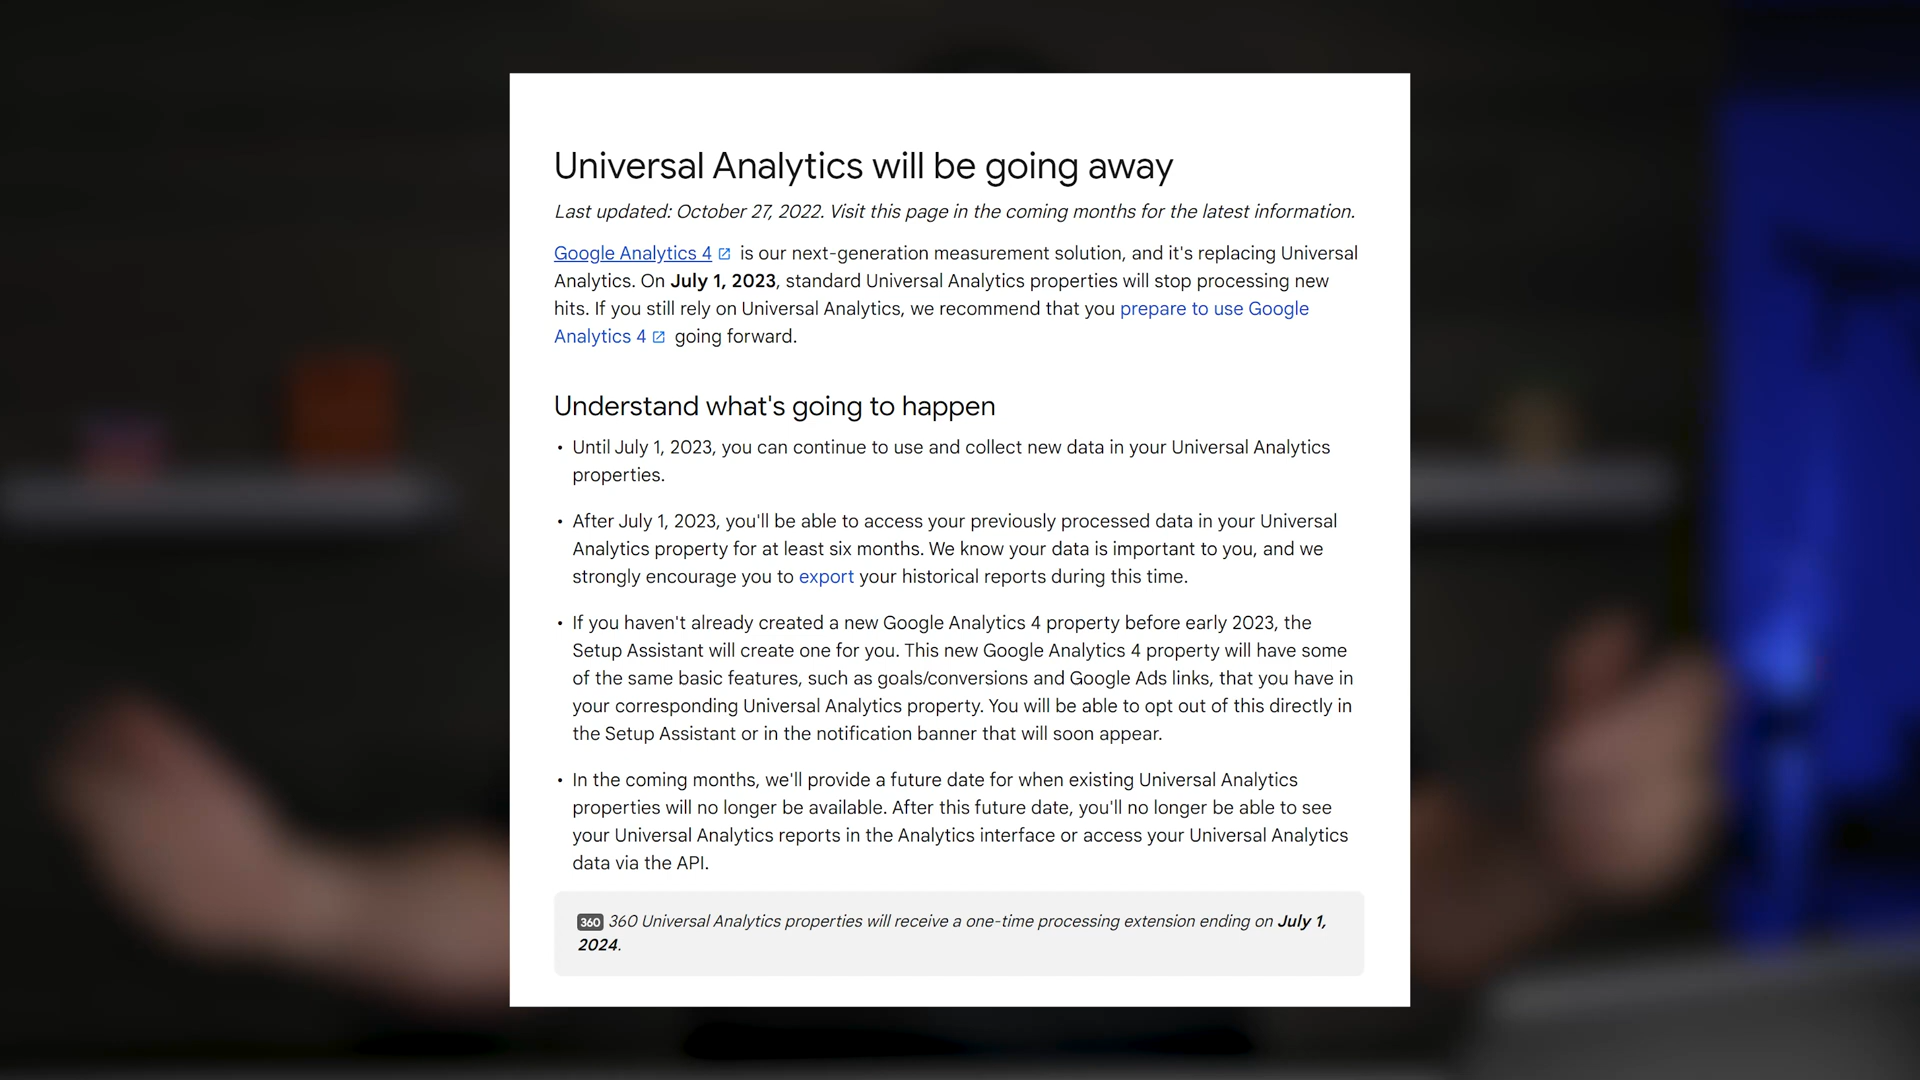 Universal Analytics will be going away
Last updated: October 27, 2022. Visit this page in the coming months for the latest information.
Google Analytics 4 is our next-generation measurement solution, and it's replacing Universal
Analytics. On July 1, 2023, standard Universal Analytics properties will stop processing new
hits. If you still rely on Universal Analytics, we recommend that you prepare to use Google
Analytics 4 going forward.
Understand what's going to happen
• Until July 1, 2023, you can continue to use and collect new data in your Universal Analytics
properties.
• After July 1, 2023, you'll be able to access your previously processed data in your Universal
Analytics property for at least six months. We know your data is important to you, and we
strongly encourage you to export your historical reports during this time.
• If you haven't already created a new Google Analytics 4 property before early 2023, the
Setup Assistant will create one for you. This new Google Analytics 4 property will have some
of the same basic features, such as goals/conversions and Google Ads links, that you have in
your corresponding Universal Analytics property. You will be able to opt out of this directly in
the Setup Assistant or in the notification banner that will soon appear.
• In the coming months, we'll provide a future date for when existing Universal Analytics
properties will no longer be available. After this future date, you'll no longer be able to see
your Universal Analytics reports in the Analytics interface or access your Universal Analytics
data via the API.
360 360 Universal Analytics properties will receive a one-time processing extension ending on July 1,
2024.